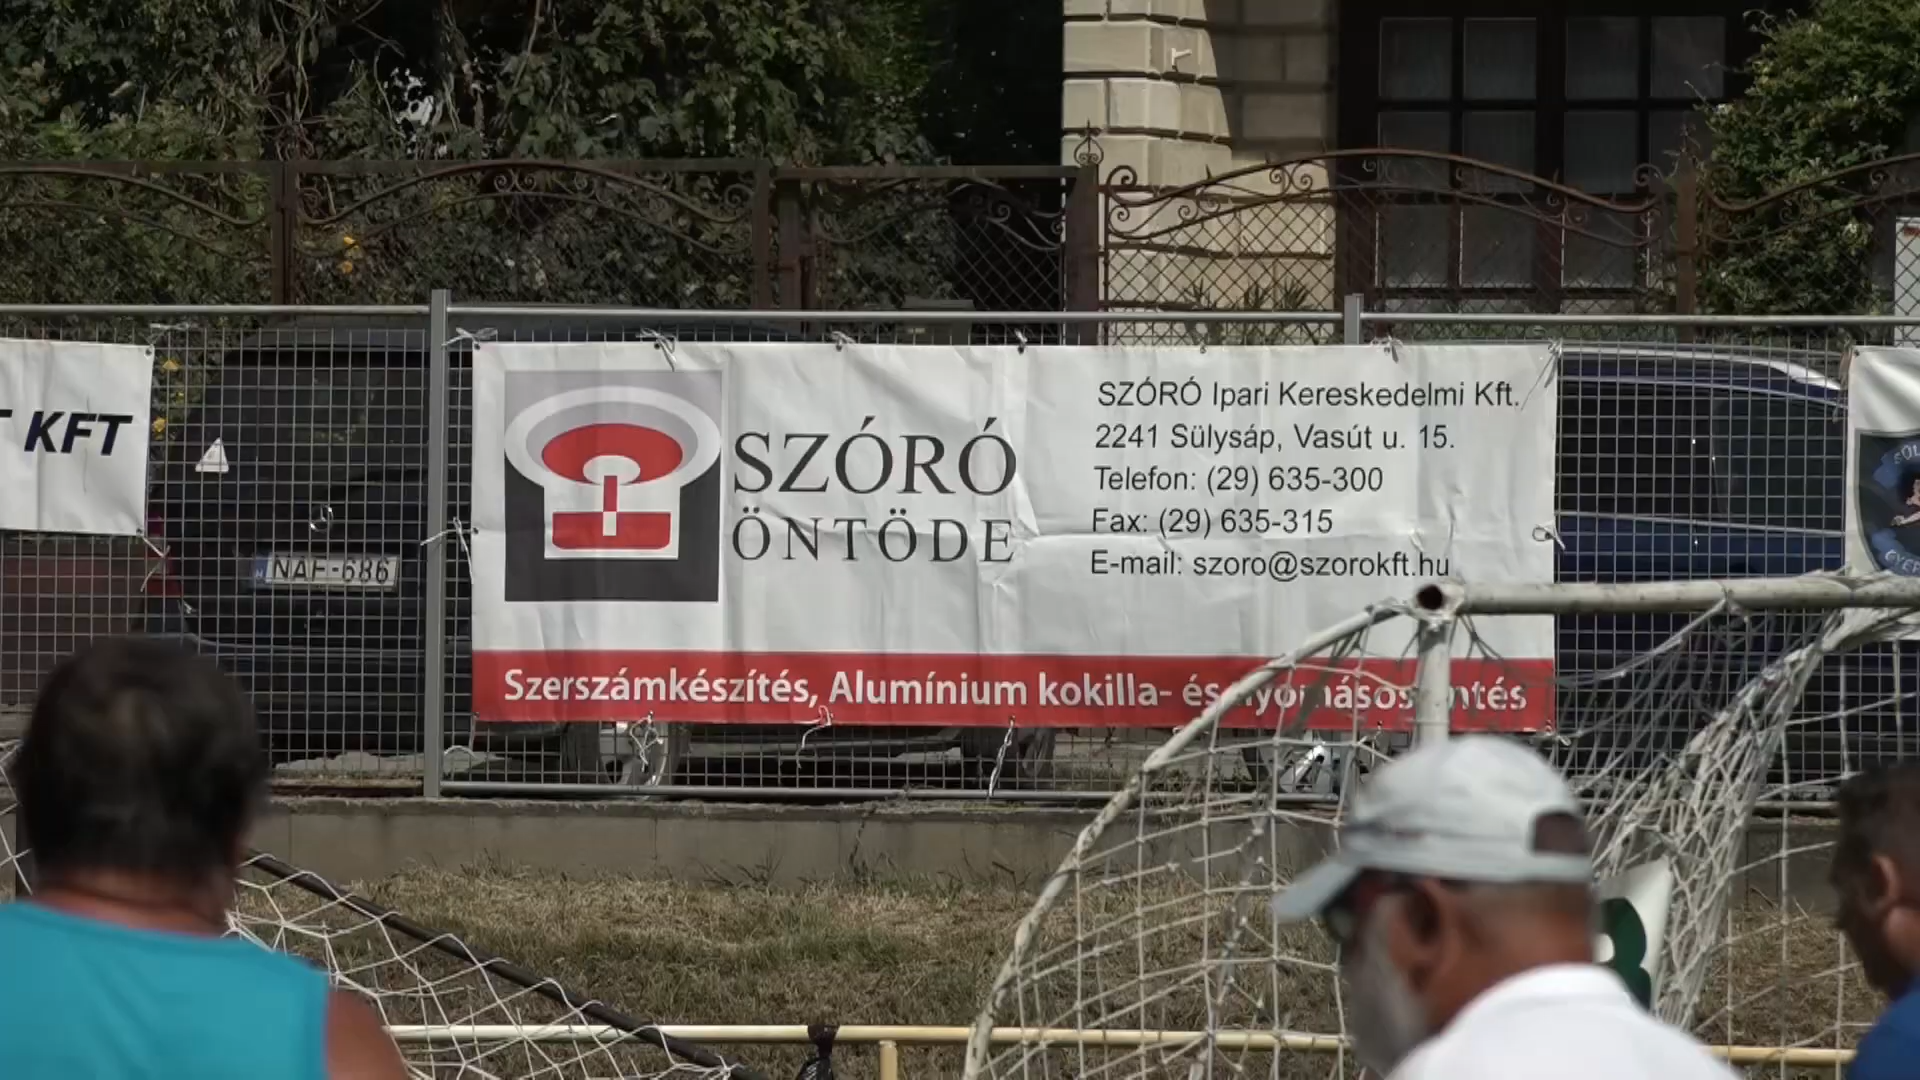 KFT
NAF-686
SZÓRÓ
ÖNTÖDE
SZÓRÓ Ipari Kereskedelmi Kft.
2241 Sülysáp, Vasút u. 15.
Telefon: (29) 635-300
Fax: (29) 635-315
E-mail: szoro@szorokft.hu
Szerszámkészítés, Alumínium kokilla- és